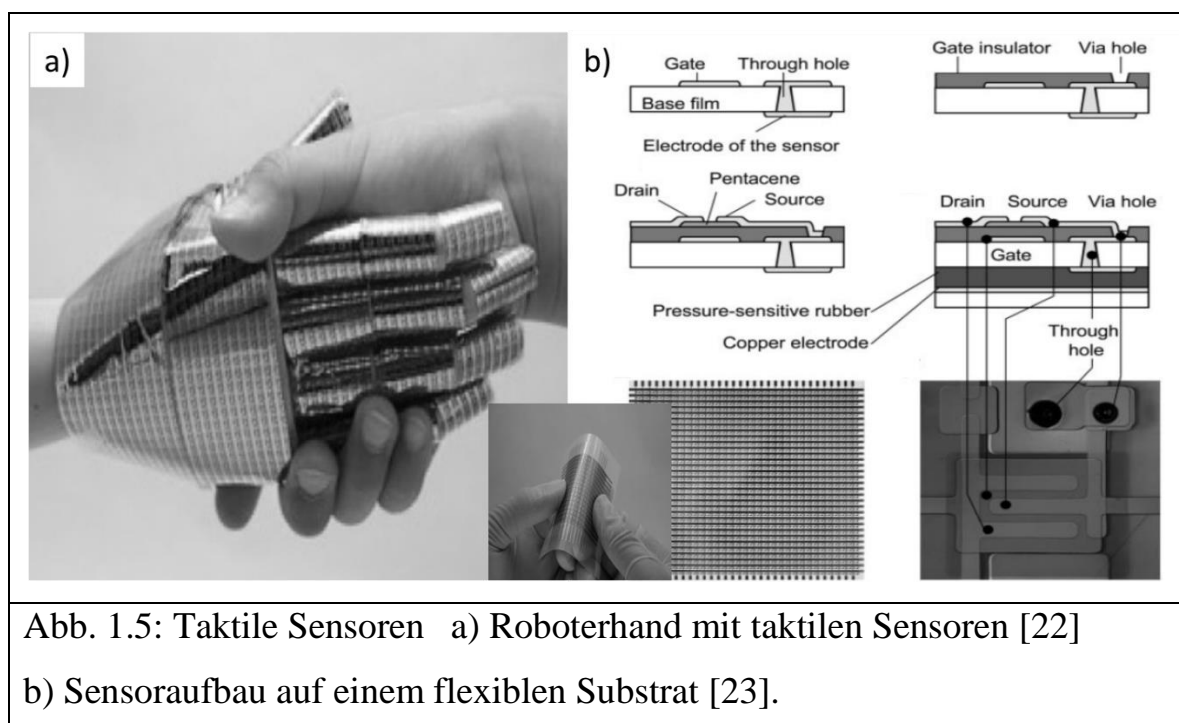 a)
b)
Gate
Through hole
Base film
Electrode of the sensor
Gate insulator
Via hole
Drain
Pentacene
Source
Drain
Source
Via hole
Gate
Pressure-sensitive rubber
Copper electrode
Through
hole
Abb. 1.5: Taktile Sensoren a) Roboterhand mit taktilen Sensoren [22]
b) Sensoraufbau auf einem flexiblen Substrat [23].